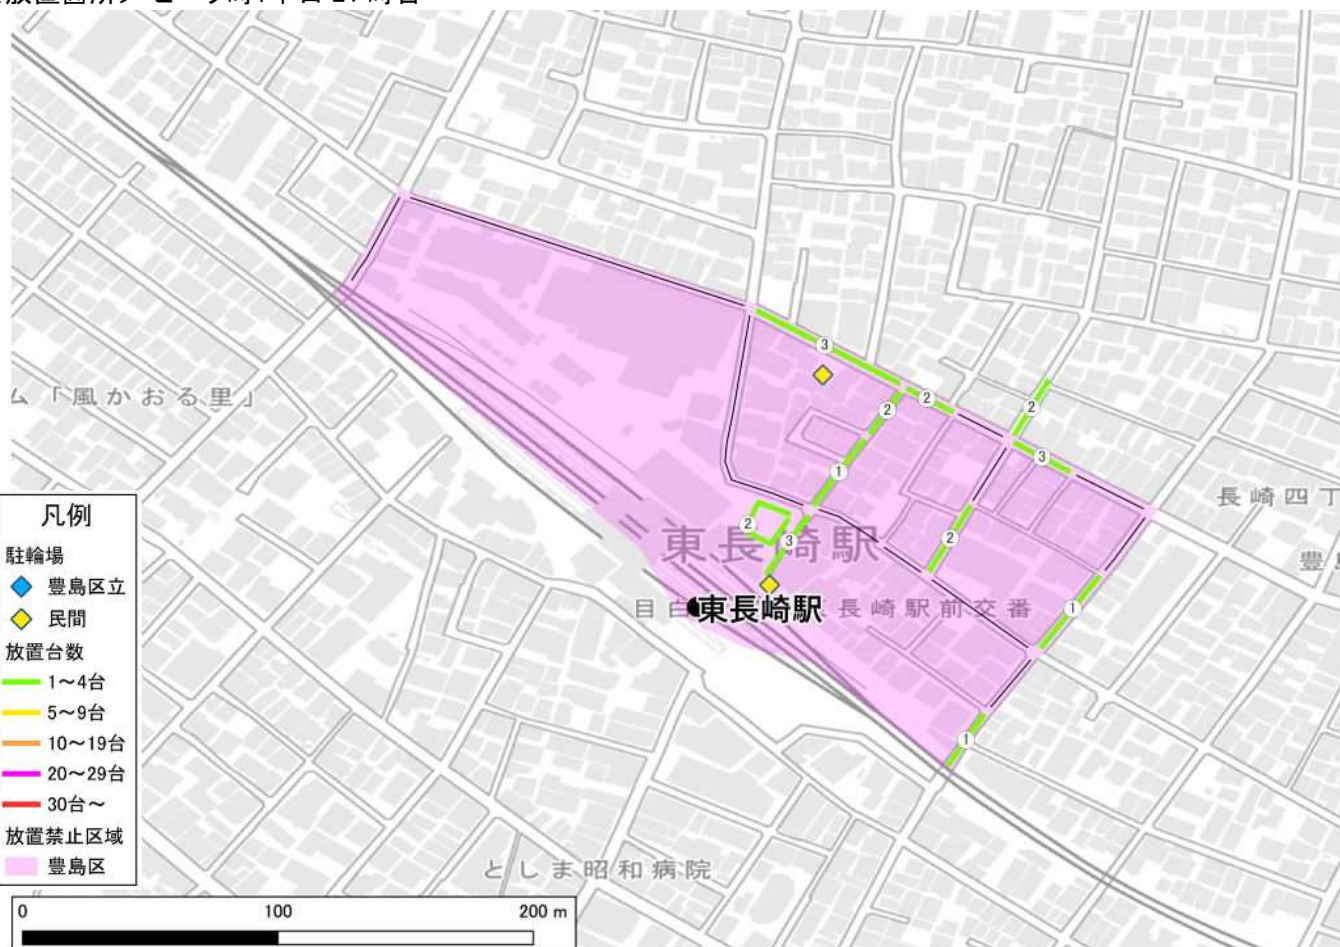 3
2
2
2
3
1
2
2
3
1
1
ム「風かおる里」
長崎四丁
豊
東長崎駅
目白
長崎駅前交番
東長崎駅
としま昭和病院
凡例
駐輪場
豊島区立
民間
放置台数
1～4台
5～9台
10～19台
20～29台
30台～
放置禁止区域
豊島区
0 100 200 m